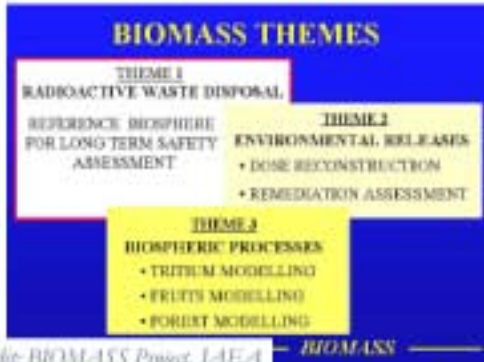 BIOMASS THEMES
THEME 1
RADIOACTIVE WASTE DISPOSAL
REFERENCE BIOSPHERE
FOR LONG TERM SAFETY
ASSESSMENT
THEME 2
ENVIRONMENTAL RELEASES
• DOSE RECONSTRUCTION
• REMEDIATION ASSESSMENT
THEME 3
BIOSPHERIC PROCESSES
• TRITIUM MODELLING
• FRUITS MODELLING
• FOREST MODELLING
BIOMASS Project, IAEA
BIOMASS